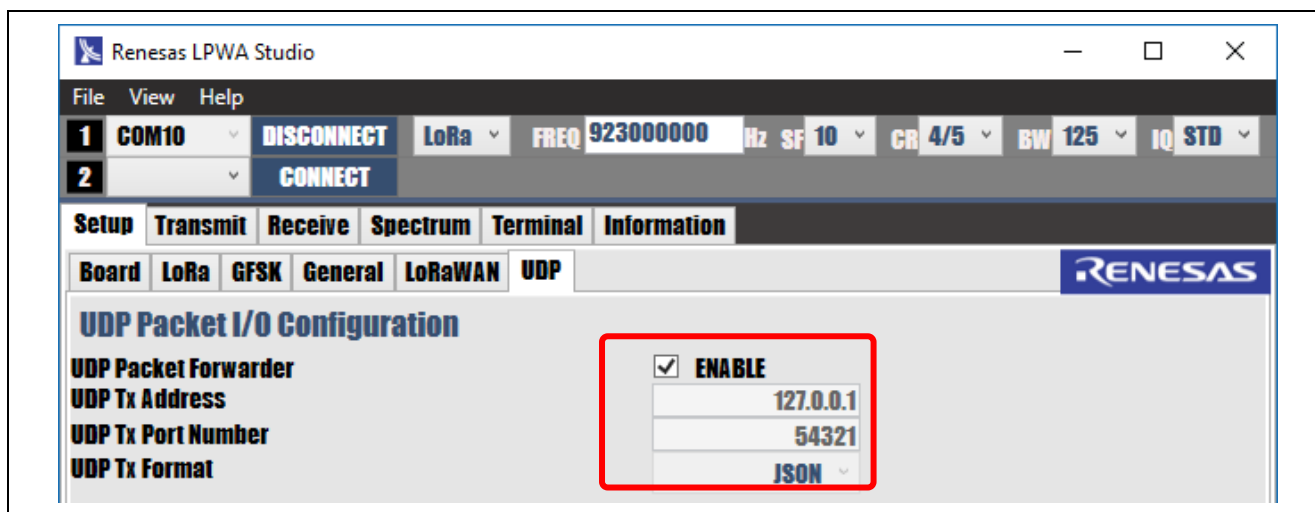 Renesas LPWA Studio
File View Help
1 COM10 DISCONNECT LoRa FREQ 923000000 Hz SF 10 CR 4/5 BW 125 IQ STD
2 CONNECT
Setup Transmit Receive Spectrum Terminal Information
Board LoRa GFSK General LoRaWAN UDP RENESAS
UDP Packet I/O Configuration
UDP Packet Forwarder ENABLE
UDP Tx Address 127.0.0.1
UDP Tx Port Number 54321
UDP Tx Format JSON